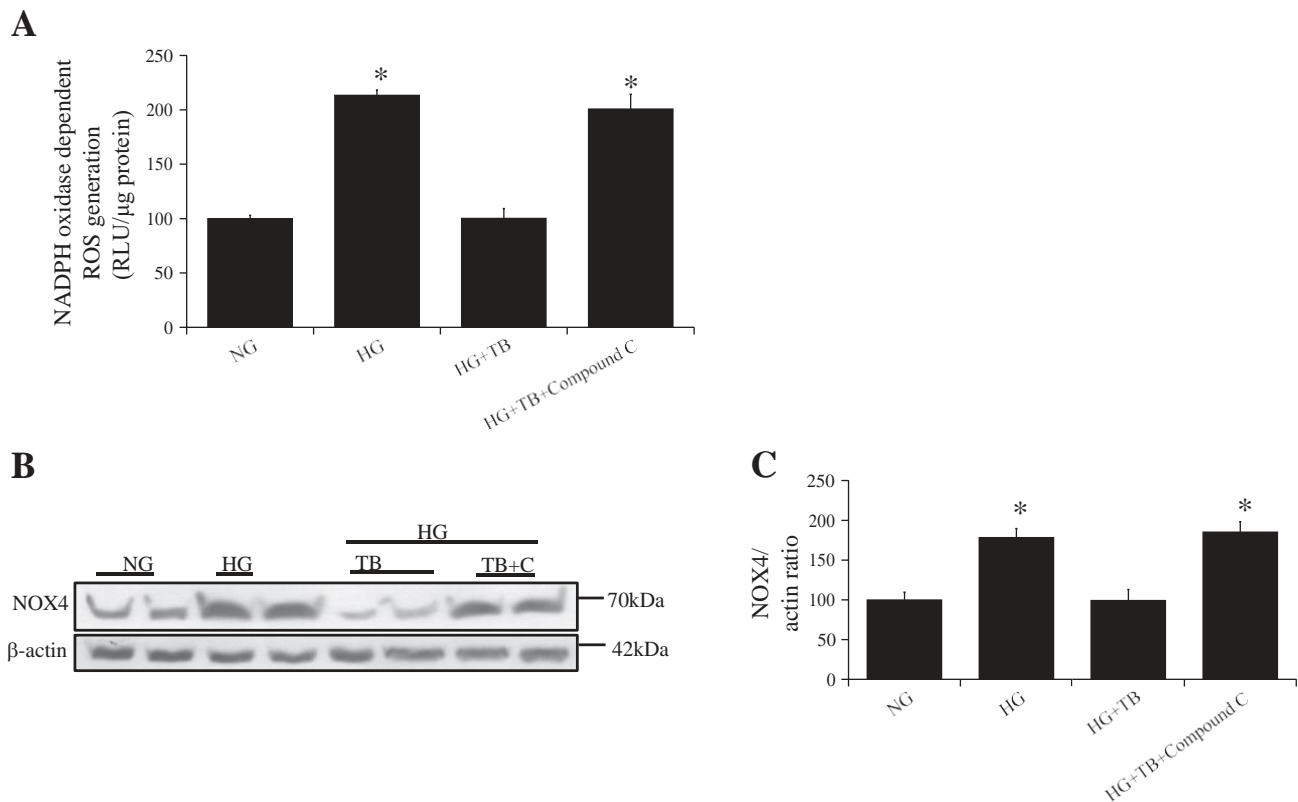 A
NADPH oxidase dependent
ROS generation
(RLU/μg protein)
250
200
150
100
50
0
*
*
NG
HG
HG+TB
HG+TB+Compound C
B
HG
NG
HG
TB
TB+C
NOX4
70kDa
β-actin
42kDa
C
NOX4/
actin ratio
250
200
150
100
50
0
*
*
NG
HG
HG+TB
HG+TB+Compound C